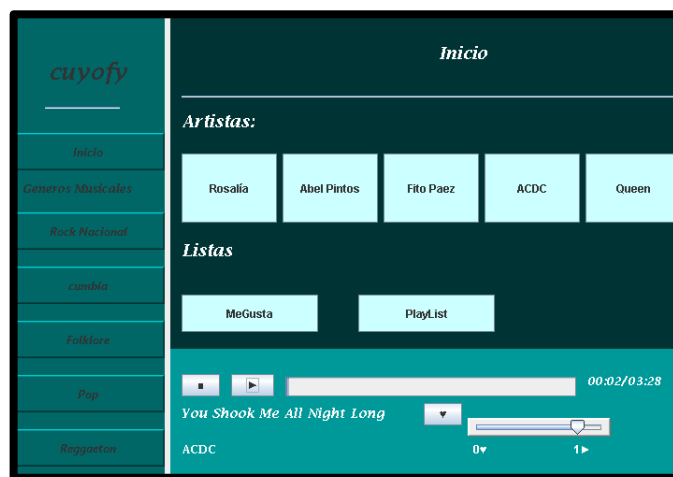 cuyofy
inicio
Generos Musicales
Rock Nacional
cumbia
Folklore
Pop
Reggaeton
Inicio
Artistas:
Rosalía Abel Pintos Fito Paez ACDC Queen
Listas
MeGusta PlayList
00:02/03:28
You Shook Me All Night Long ♥
ACDC 0♥ 1►